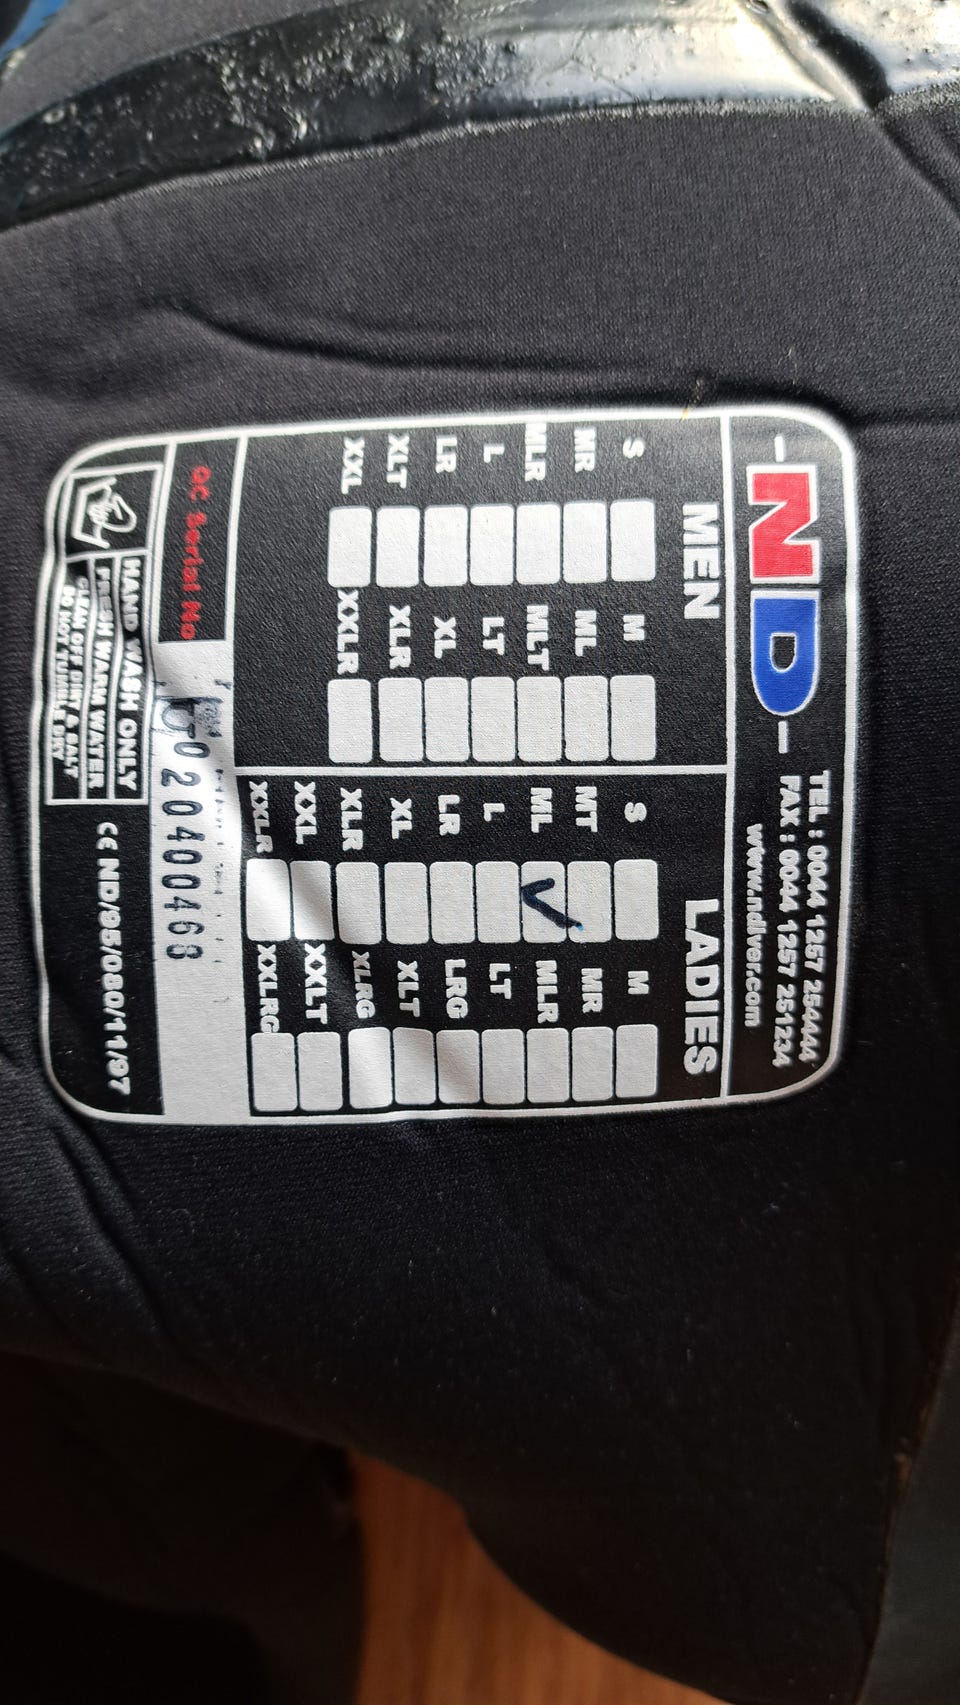 -ND-
TEL : 0044 1257 254444
FAX : 0044 1257 251234
www.ndiver.com
MEN LADIES
S M S M
MR ML MT MR
MLR MLT ML MLR
L LT L LT
LR XL LR LRG
XLT XLR XL XLT
XXL XXLR XLR XLRG
XXL XXLT
XXLR XXLRG
QC Serial No 02040046
HAND WASH ONLY
FRESH WARM WATER
CLEAN OFF DIRT & SALT
DO NOT TUMBLE DRY
CE ND/95/080/11/97